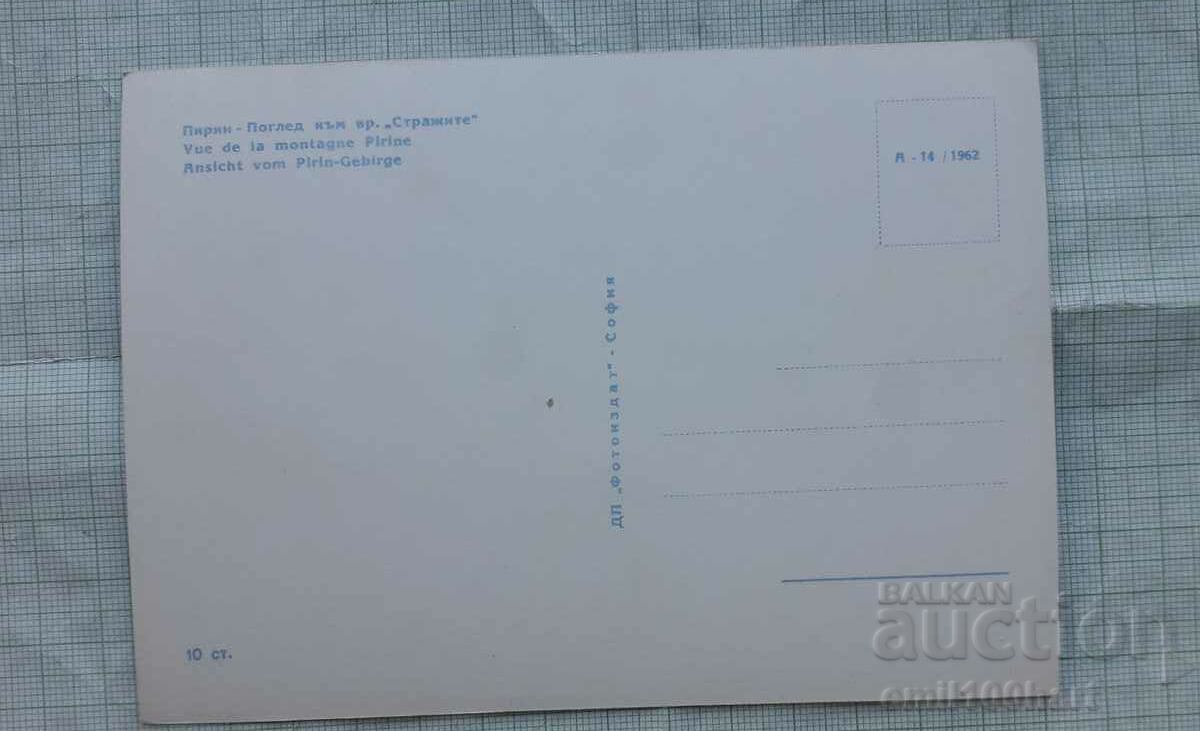 Пирин - Поглед към вр. „Стражите"
Vue de la montagne Pirine
Ansicht vom Pirin-Gebirge
А - 14 / 1962
ДП „Фотоиздат" - София
10 ст.
BALKAN
auction